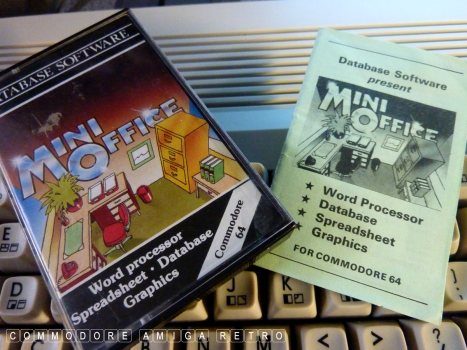 DATABASE SOFTWARE
MINI
OFFICE
Word processor
Spreadsheet · Database
Graphics
Commodore
64
Database Software
present
MINI
OFFICE
★ Word Processor
★ Database
★ Spreadsheet
★ Graphics
FOR COMMODORE 64
E
D
J
K
L
B
N
M
COMMODORE AMIGA RETRO